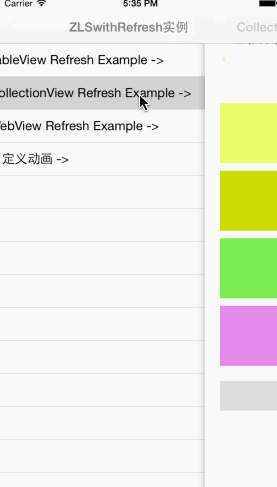 Carrier 5:35 PM
ZLSwithRefresh实例 Collect
ableView Refresh Example ->
ollectionView Refresh Example ->
WebView Refresh Example ->
定义动画 ->